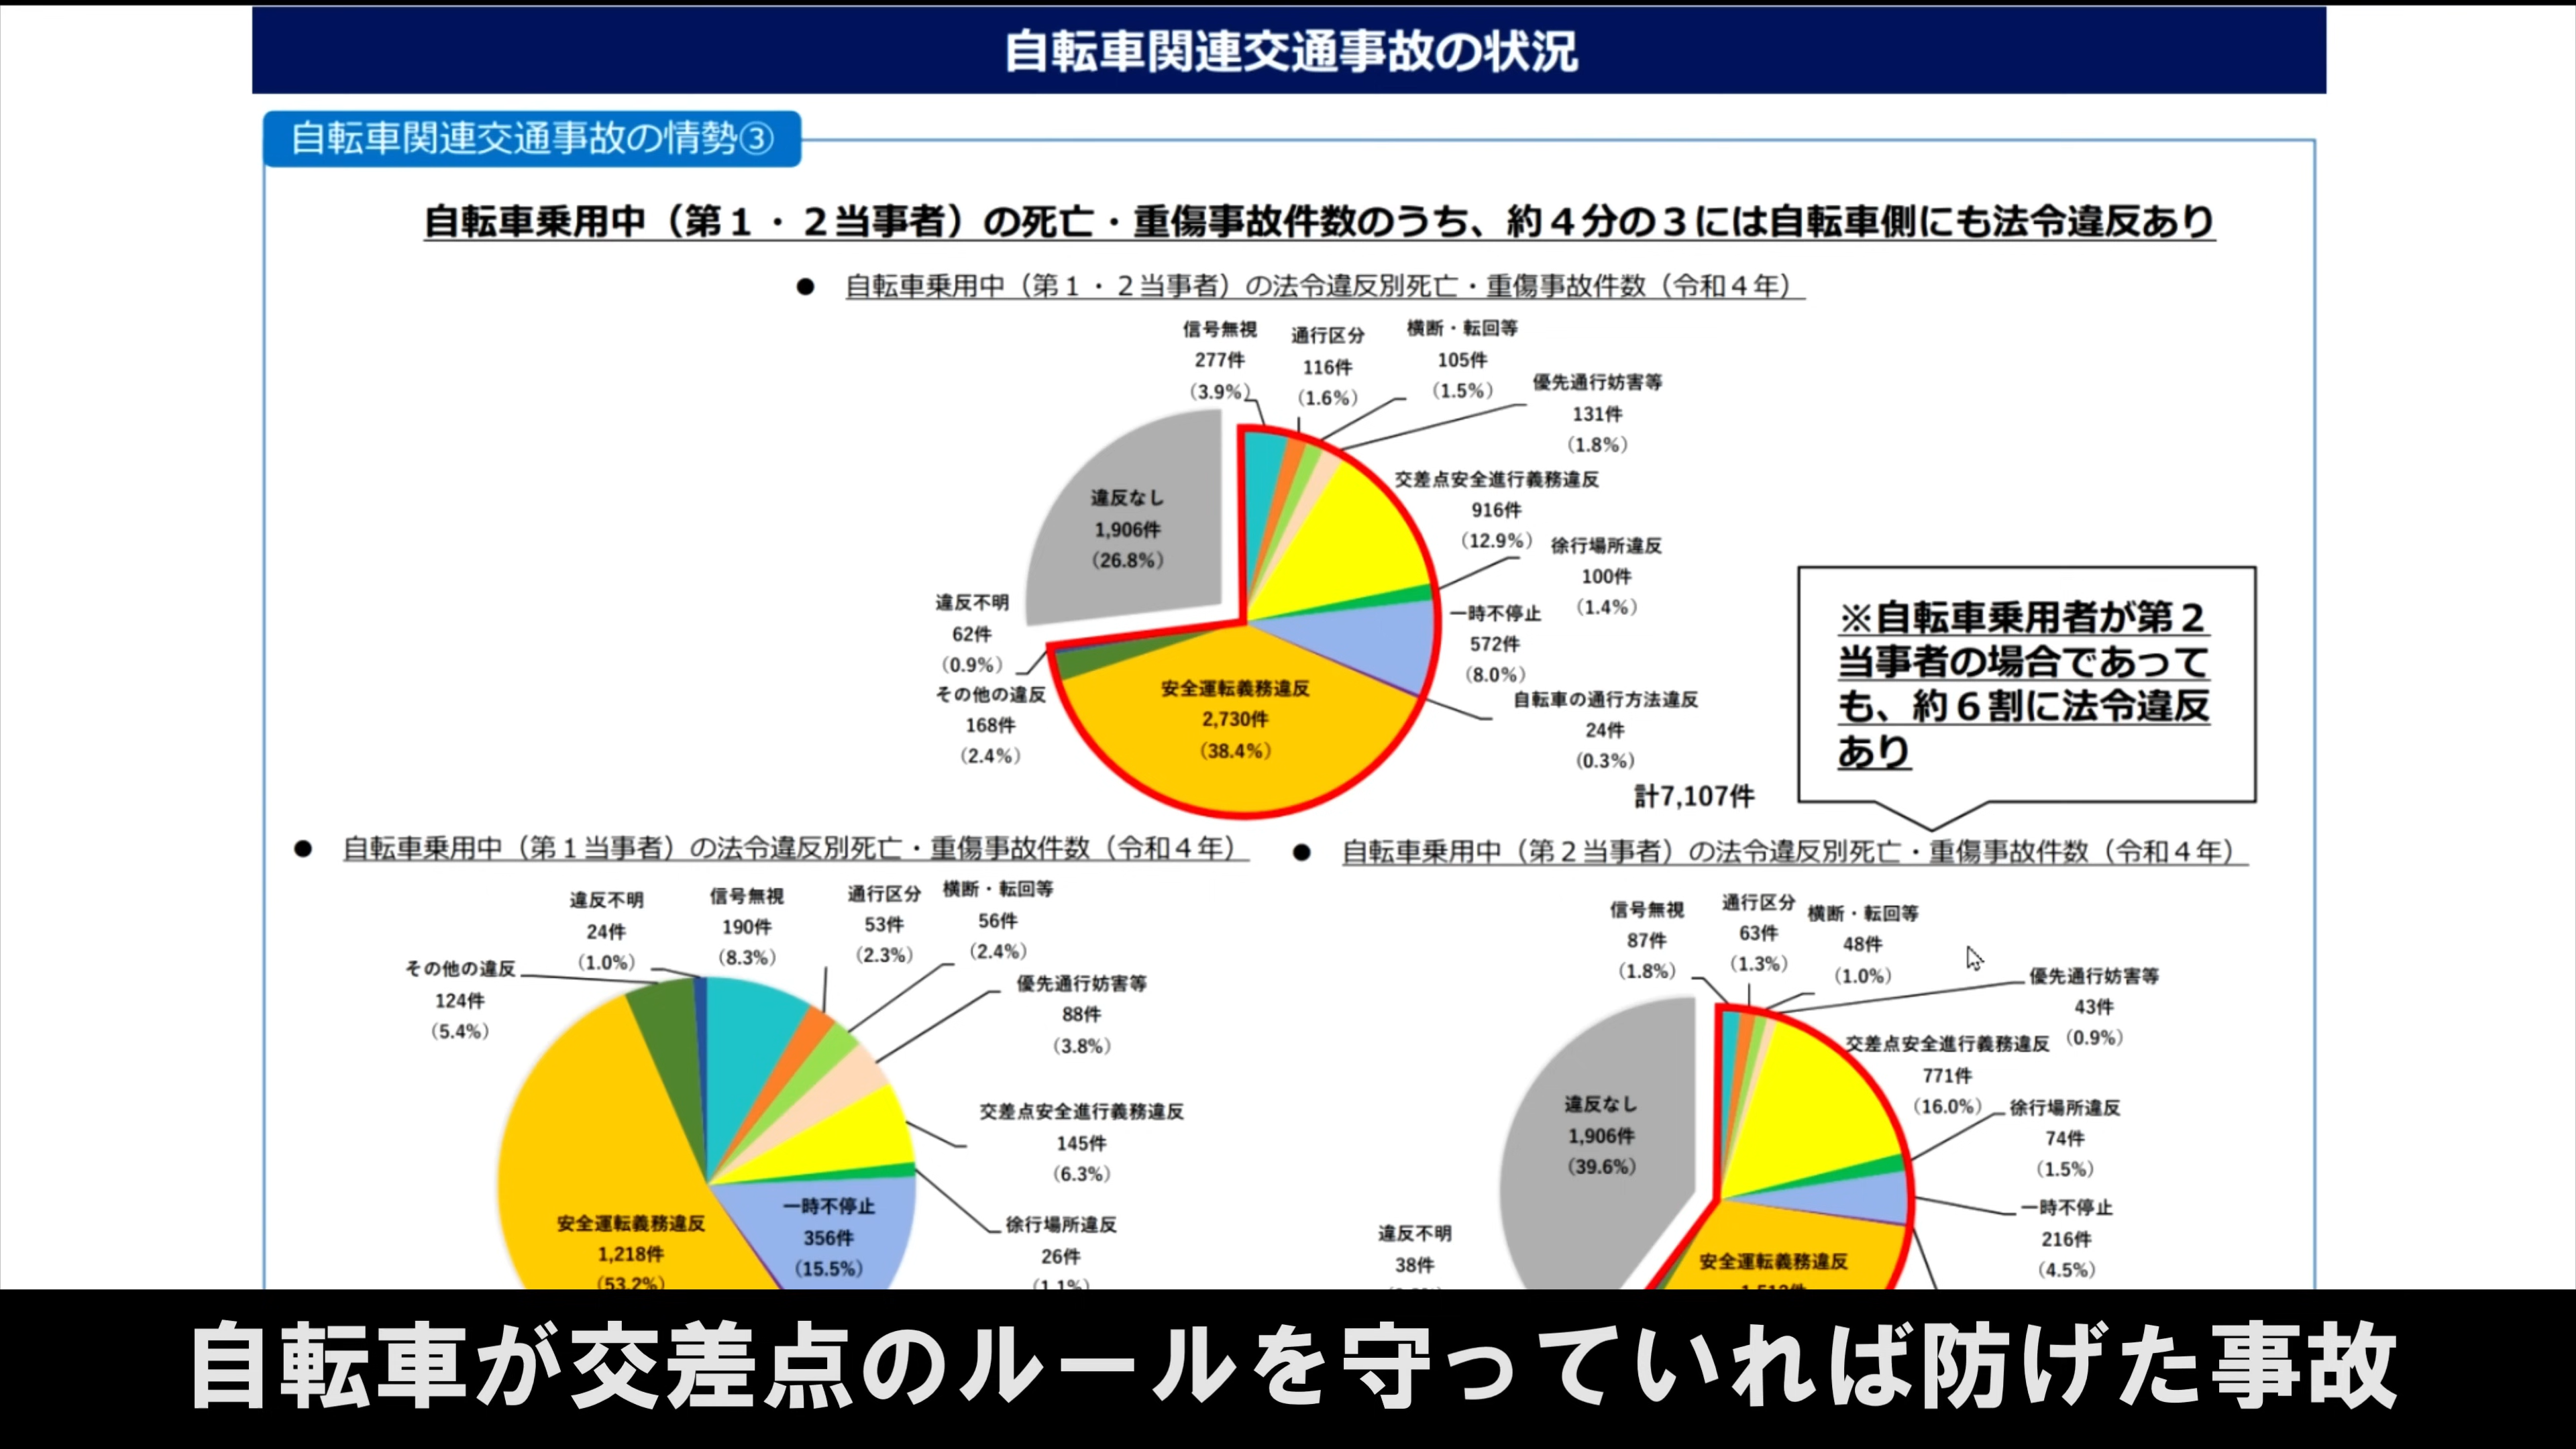 自転車関連交通事故の状況
自転車関連交通事故の情勢③
自転車乗用中（第１・２当事者）の死亡・重傷事故件数のうち、約４分の３には自転車側にも法令違反あり
● 自転車乗用中（第１・２当事者）の法令違反別死亡・重傷事故件数（令和４年）
信号無視
277件
（3.9%）
通行区分
116件
（1.6%）
横断・転回等
105件
（1.5%）
優先通行妨害等
131件
（1.8%）
交差点安全進行義務違反
916件
（12.9%）
徐行場所違反
100件
（1.4%）
一時不停止
572件
（8.0%）
自転車の通行方法違反
24件
（0.3%）
安全運転義務違反
2,730件
（38.4%）
その他の違反
168件
（2.4%）
違反不明
62件
（0.9%）
違反なし
1,906件
（26.8%）
計7,107件
※自転車乗用者が第２
当事者の場合であって
も、約６割に法令違反
あり
● 自転車乗用中（第１当事者）の法令違反別死亡・重傷事故件数（令和４年）
違反不明
24件
（1.0%）
信号無視
190件
（8.3%）
通行区分
53件
（2.3%）
横断・転回等
56件
（2.4%）
優先通行妨害等
88件
（3.8%）
交差点安全進行義務違反
145件
（6.3%）
徐行場所違反
26件
（1.1%）
一時不停止
356件
（15.5%）
安全運転義務違反
1,218件
（53.2%）
その他の違反
124件
（5.4%）
● 自転車乗用中（第２当事者）の法令違反別死亡・重傷事故件数（令和４年）
信号無視
87件
（1.8%）
通行区分
63件
（1.3%）
横断・転回等
48件
（1.0%）
優先通行妨害等
43件
（0.9%）
交差点安全進行義務違反
771件
（16.0%）
徐行場所違反
74件
（1.5%）
一時不停止
216件
（4.5%）
安全運転義務違反
違反不明
38件
違反なし
1,906件
（39.6%）
自転車が交差点のルールを守っていれば防げた事故